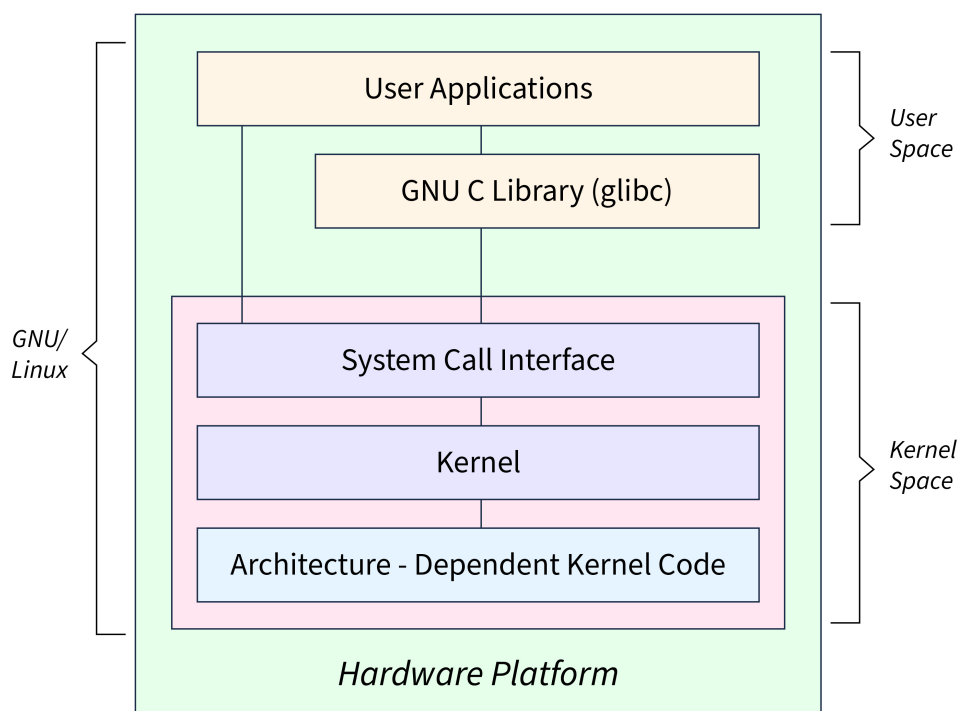 User Applications
User
Space
GNU C Library (glibc)
GNU/
Linux
System Call Interface
Kernel
Kernel
Space
Architecture - Dependent Kernel Code
Hardware Platform